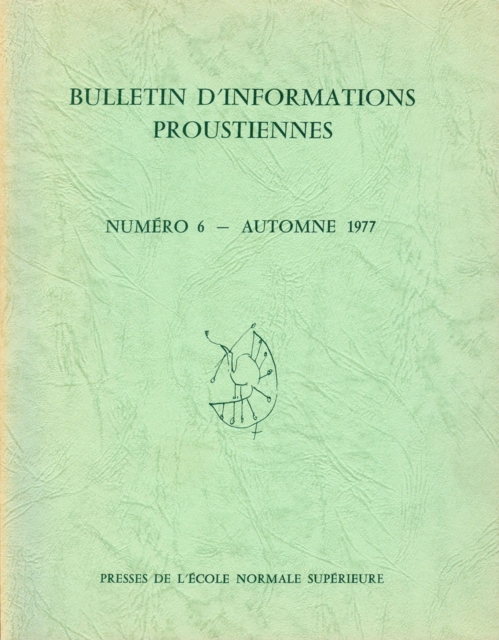 BULLETIN D'INFORMATIONS
PROUSTIENNES
NUMÉRO 6 — AUTOMNE 1977
PRESSES DE L'ÉCOLE NORMALE SUPÉRIEURE